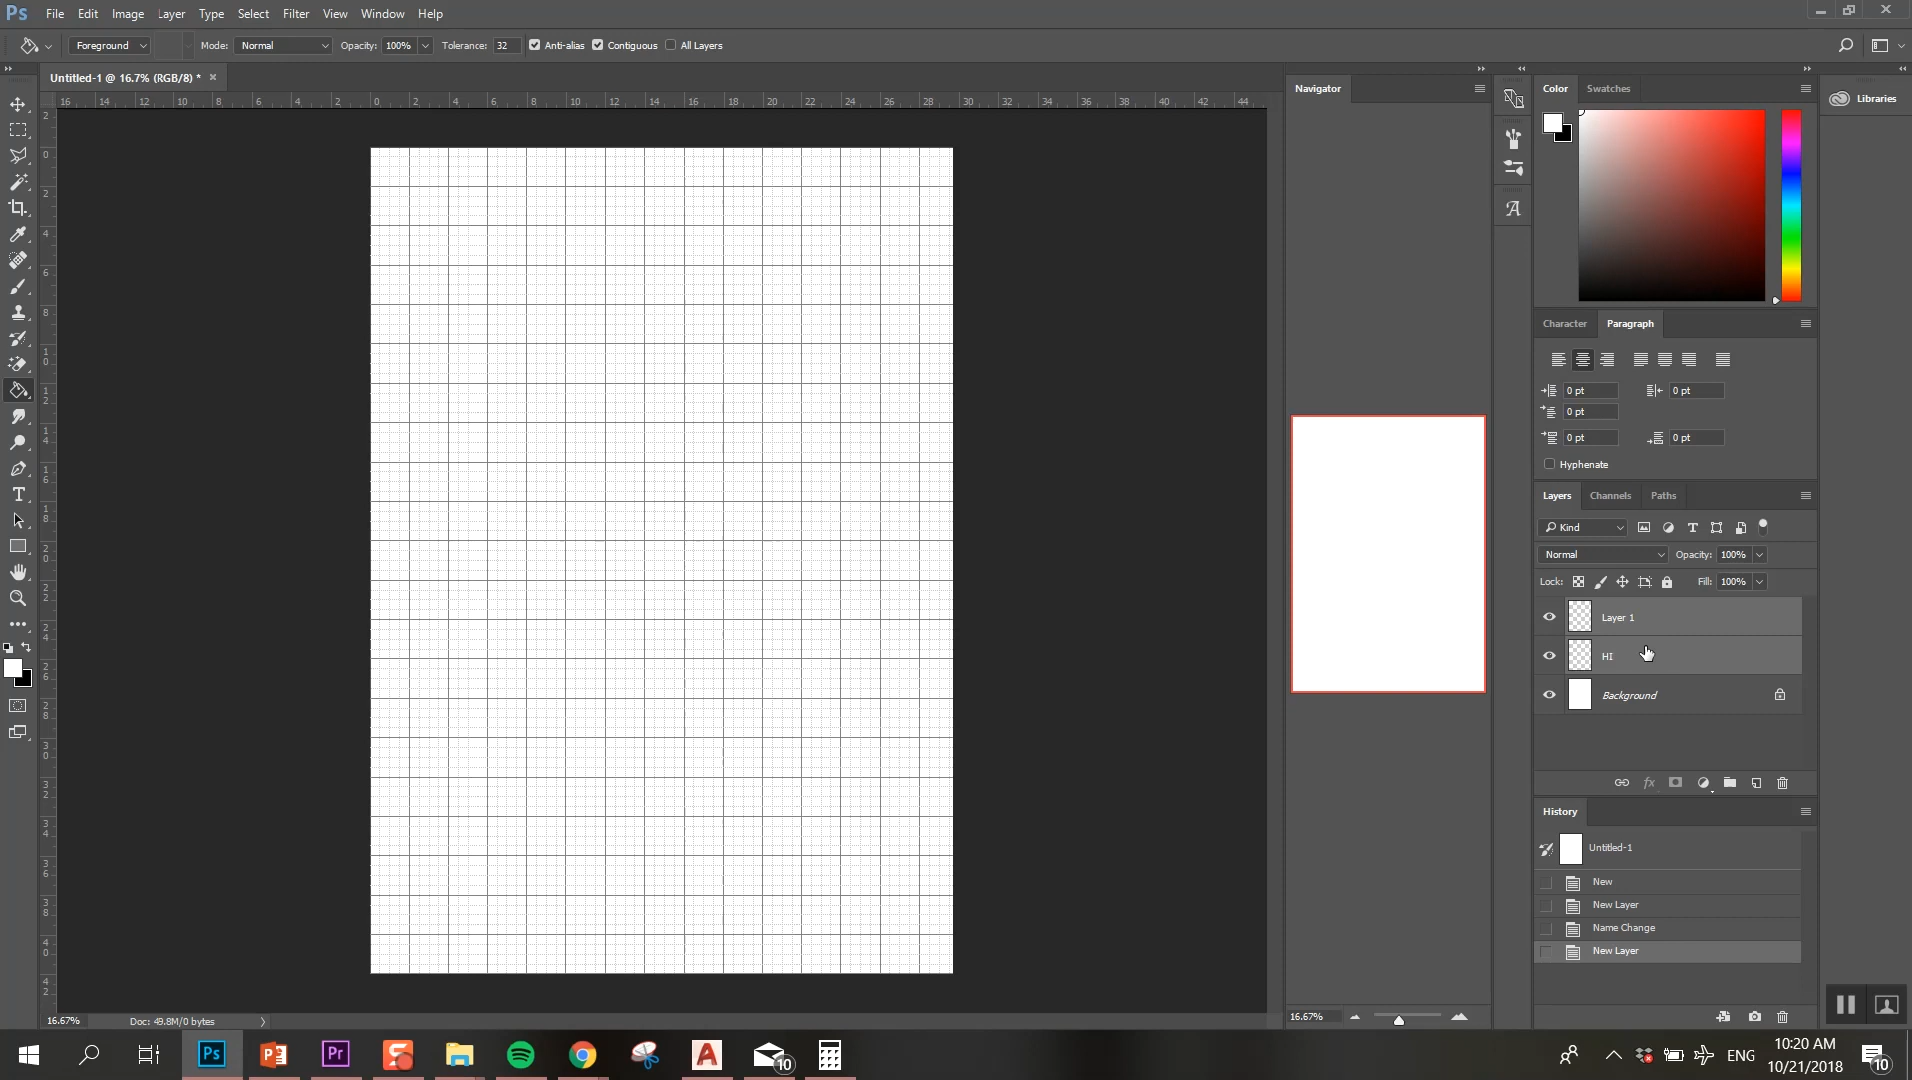 Ps File Edit Image Layer Type Select Filter View Window Help
Foreground Mode: Normal Opacity: 100% Tolerance: 32 Anti-alias Contiguous All Layers
Untitled-1 @ 16.7% (RGB/8) *
16 14 12 10 8 6 4 2 0 2 4 6 8 10 12 14 16 18 20 22 24 26 28 30 32 34 36 38 40 42 44
2
0
2
4
6
8
10
12
14
16
18
20
22
24
26
28
30
32
34
36
38
40
42
Navigator
Color Swatches
Libraries
Character Paragraph
0 pt 0 pt
0 pt
0 pt 0 pt
Hyphenate
Layers Channels Paths
Kind
Normal Opacity: 100%
Lock: Fill: 100%
Layer 1
HI
Background
fx
History
Untitled-1
New
New Layer
Name Change
New Layer
16.67% Doc: 49.8M/0 bytes
16.67%
Ps Pr 10 ENG
10:20 AM
10/21/2018
10